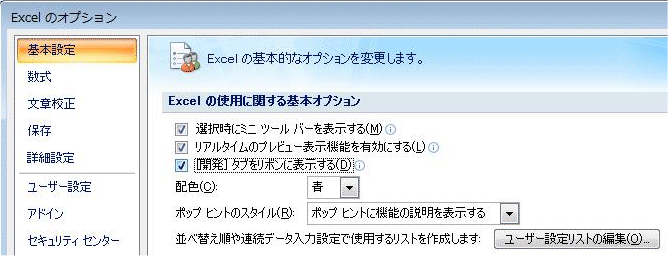 Excel のオプション
基本設定
数式
文章校正
保存
詳細設定
ユーザー設定
アドイン
セキュリティ センター
Excel の基本的なオプションを変更します。
Excel の使用に関する基本オプション
選択時にミニ ツール バーを表示する(M)
リアルタイムのプレビュー表示機能を有効にする(L)
[開発] タブをリボンに表示する(D)
配色(C): 青
ポップ ヒントのスタイル(R): ポップ ヒントに機能の説明を表示する
並べ替え順や連続データ入力設定で使用するリストを作成します: ユーザー設定リストの編集(O)...